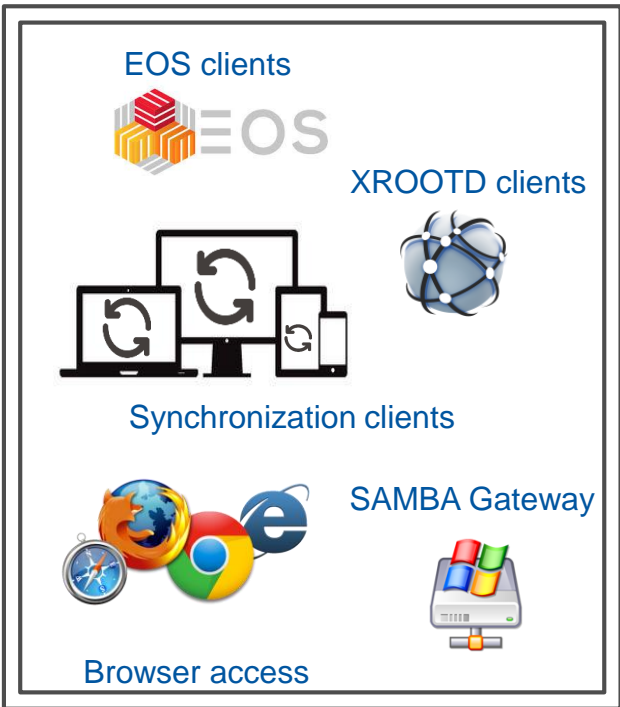 EOS clients
EOS
XROOTD clients
Synchronization clients
SAMBA Gateway
Browser access